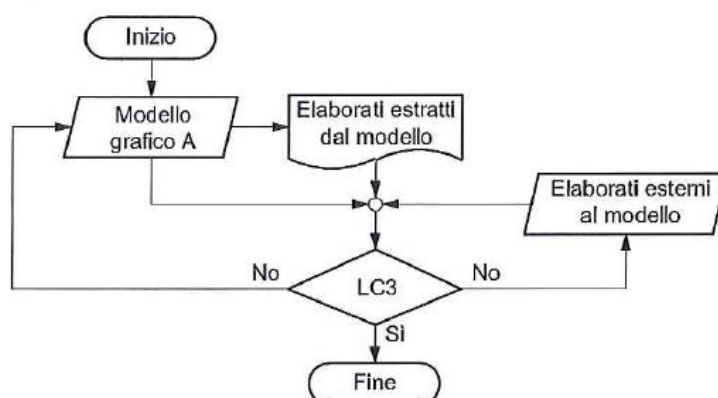 Inizio
Modello
grafico A
Elaborati estratti
dal modello
Elaborati esterni
al modello
No
LC3
No
Sì
Fine